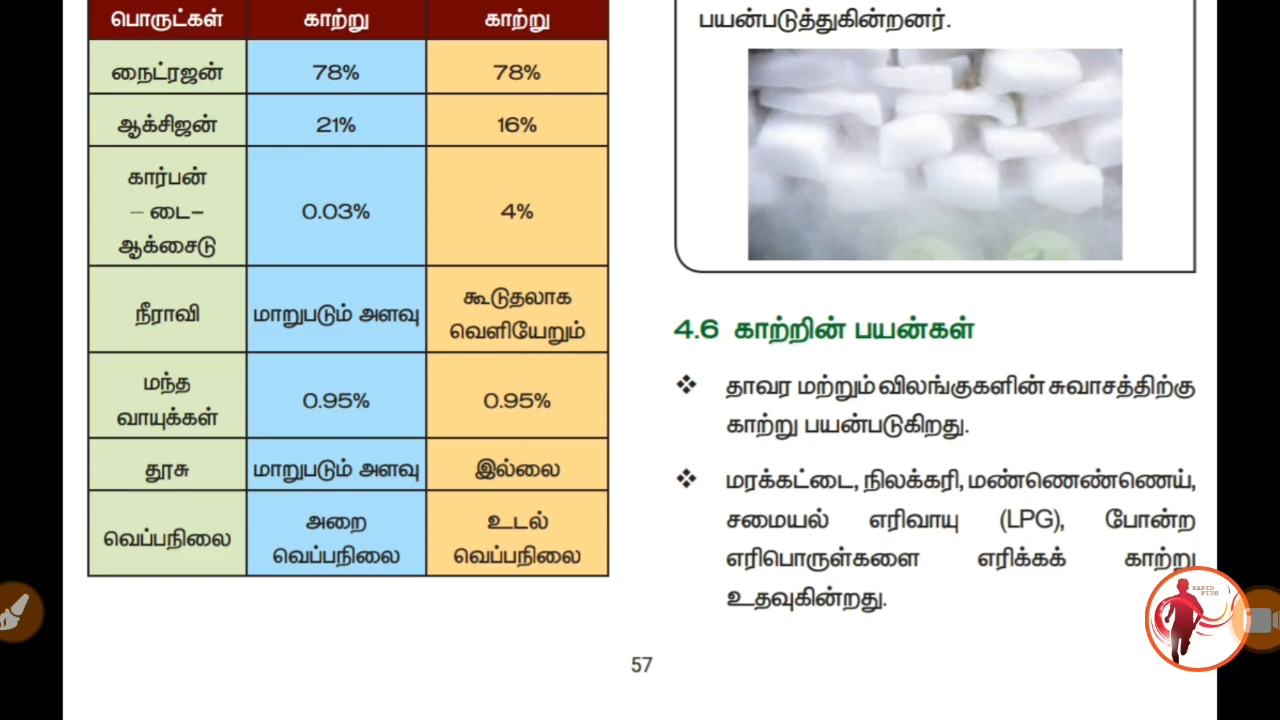 பொருட்கள் காற்று காற்று
நைட்ரஜன் 78% 78%
ஆக்சிஜன் 21% 16%
கார்பன்
– டை–
ஆக்சைடு
0.03% 4%
நீராவி மாறுபடும் அளவு
கூடுதலாக
வெளியேறும்
மந்த
வாயுக்கள்
0.95% 0.95%
தூசு மாறுபடும் அளவு இல்லை
வெப்பநிலை
அறை
வெப்பநிலை
உடல்
வெப்பநிலை
பயன்படுத்துகின்றனர்.
4.6 காற்றின் பயன்கள்
❖ தாவர மற்றும் விலங்குகளின் சுவாசத்திற்கு
காற்று பயன்படுகிறது.
❖ மரக்கட்டை, நிலக்கரி, மண்ணெண்ணெய்,
சமையல் எரிவாயு (LPG), போன்ற
எரிபொருள்களை எரிக்கக் காற்று
உதவுகின்றது.
RAPID
FIRE
57